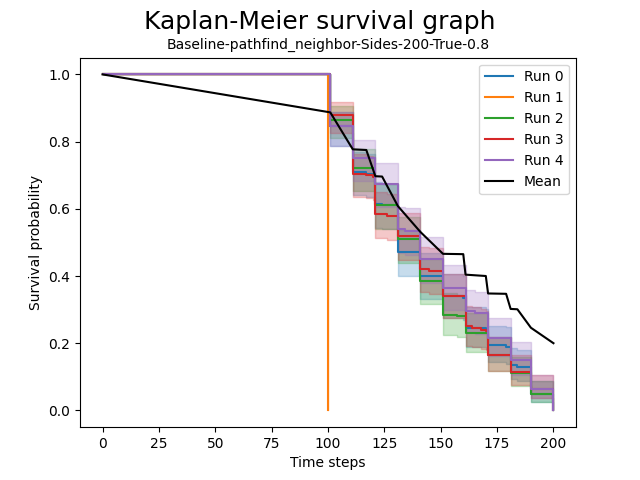 Kaplan-Meier survival graph
Baseline-pathfind_neighbor-Sides-200-True-0.8
Survival probability
1.0
0.8
0.6
0.4
0.2
0.0
Run 0
Run 1
Run 2
Run 3
Run 4
Mean
0 25 50 75 100 125 150 175 200
Time steps